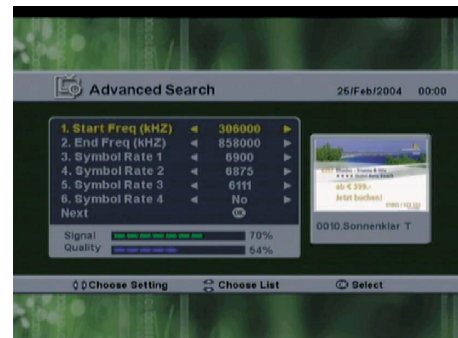 Advanced Search
25/Feb/2004 00:00
1. Start Freq (kHZ) 306000
2. End Freq (kHZ) 858000
3. Symbol Rate 1 6900
4. Symbol Rate 2 6875
5. Symbol Rate 3 6111
6. Symbol Rate 4 No
Next OK
Signal 70%
Quality 54%
ab € 399.-
Jetzt buchen!
0010.Sonnenklar T
Choose Setting Choose List OK Select